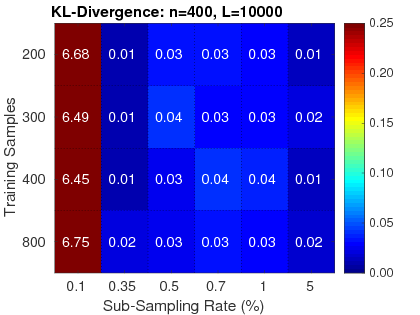 KL-Divergence: n=400, L=10000
0.25
200 6.68 0.01 0.03 0.03 0.03 0.01
0.20
300 6.49 0.01 0.04 0.03 0.03 0.02
0.15
Training Samples
0.10
400 6.45 0.01 0.03 0.04 0.04 0.01
0.05
800 6.75 0.02 0.03 0.03 0.03 0.02
0.00
0.1 0.35 0.5 0.7 1 5
Sub-Sampling Rate (%)